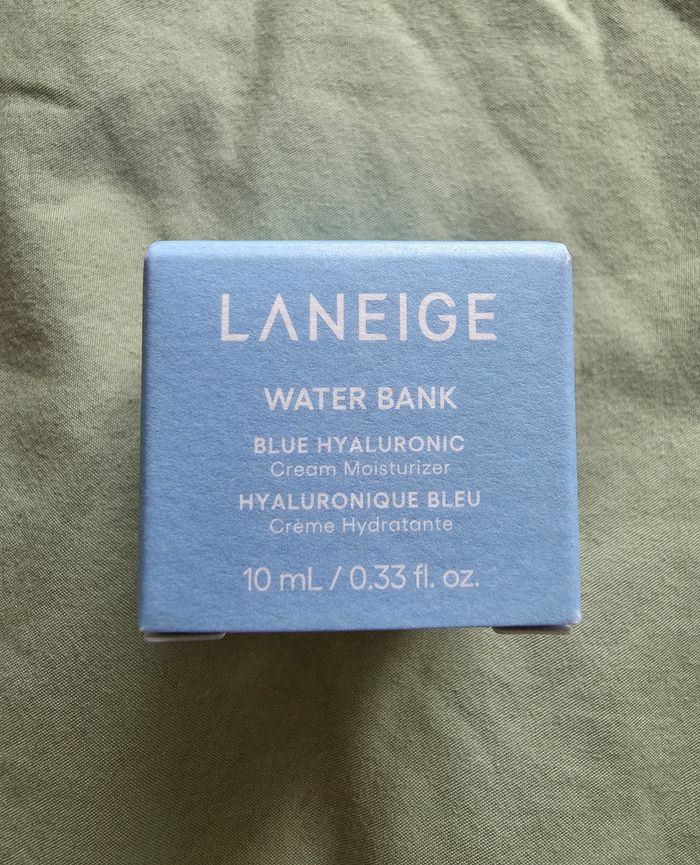 LANEIGE
WATER BANK
BLUE HYALURONIC
Cream Moisturizer
HYALURONIQUE BLEU
Crème Hydratante
10 mL / 0.33 fl. oz.